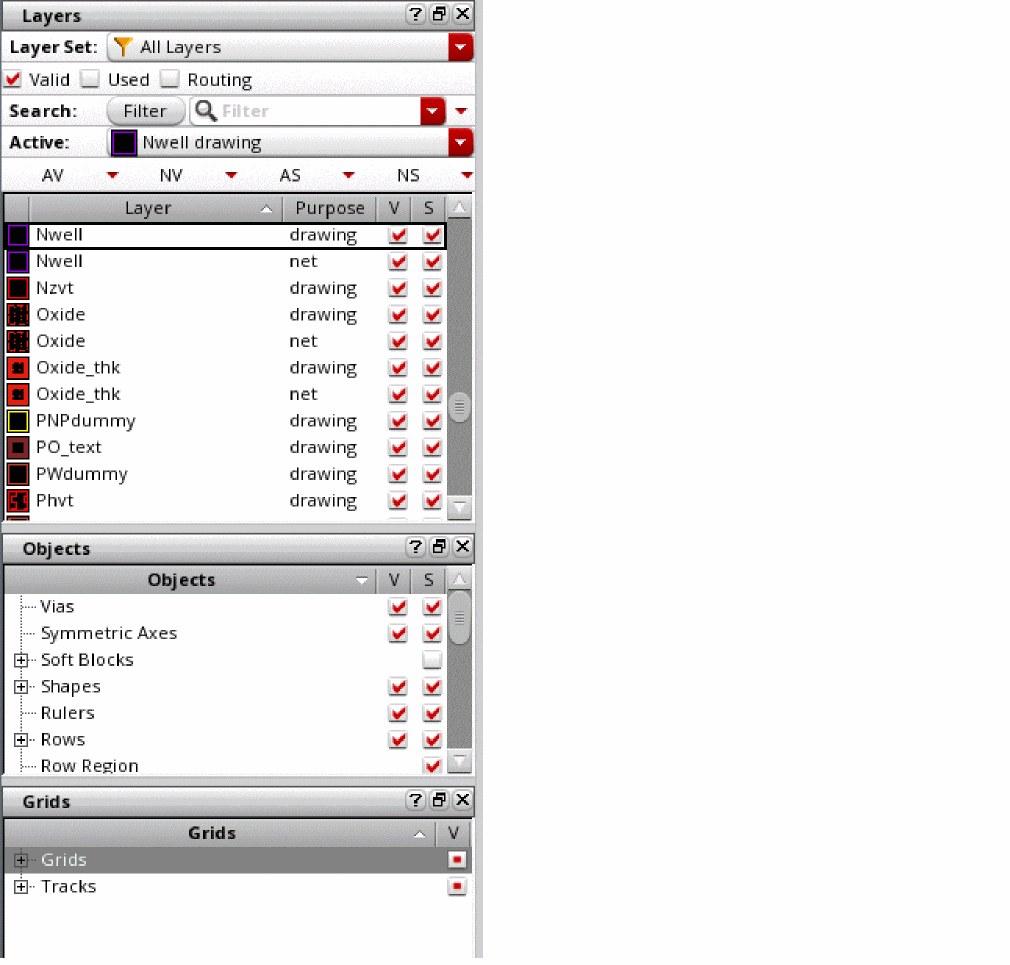 Layers
Layer Set: All Layers
Valid Used Routing
Search: Filter Filter
Active: Nwell drawing
AV NV AS NS
Layer Purpose V S
Nwell drawing
Nwell net
Nzvt drawing
Oxide drawing
Oxide net
Oxide_thk drawing
Oxide_thk net
PNPdummy drawing
PO_text drawing
PWdummy drawing
Phvt drawing
Objects
Objects V S
Vias
Symmetric Axes
Soft Blocks
Shapes
Rulers
Rows
Row Region
Grids
Grids V
Grids
Tracks